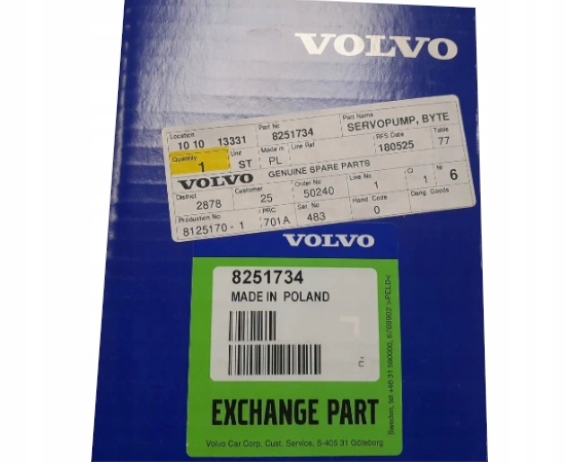 VOLVO
Location
10 10 13331
Part No
8251734
Part Name
SERVOPUMP, BYTE
Quantity
1
Unit
ST
Made in
PL
Line Ref
RFS Date
180525
Table
77
VOLVO
GENUINE SPARE PARTS
District
2878
Customer
25
Order No
50240
Line No
1
CI
1
Nr
6
Production No
8125170 - 1
PRC
701A
Ser No
483
Hand Code
0
Dang. Goods
VOLVO
8251734
MADE IN POLAND
EXCHANGE PART
Volvo Car Corp. Cust. Service, S-405 31 Göteborg
>PELD<